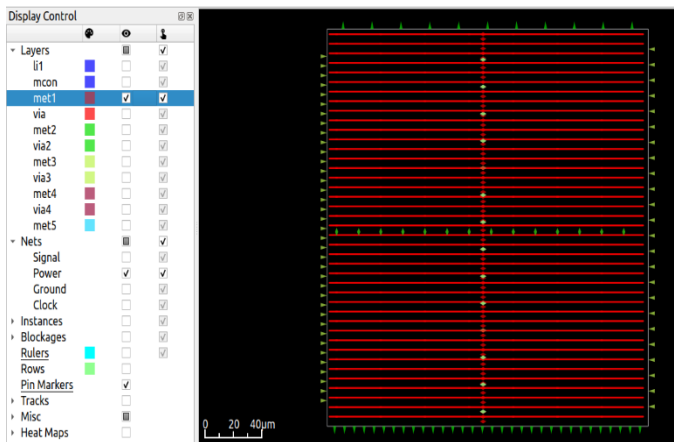 Display Control
Layers
li1
mcon
met1
via
met2
via2
met3
via3
met4
via4
met5
Nets
Signal
Power
Ground
Clock
Instances
Blockages
Rulers
Rows
Pin Markers
Tracks
Misc
Heat Maps
0 20 40μm